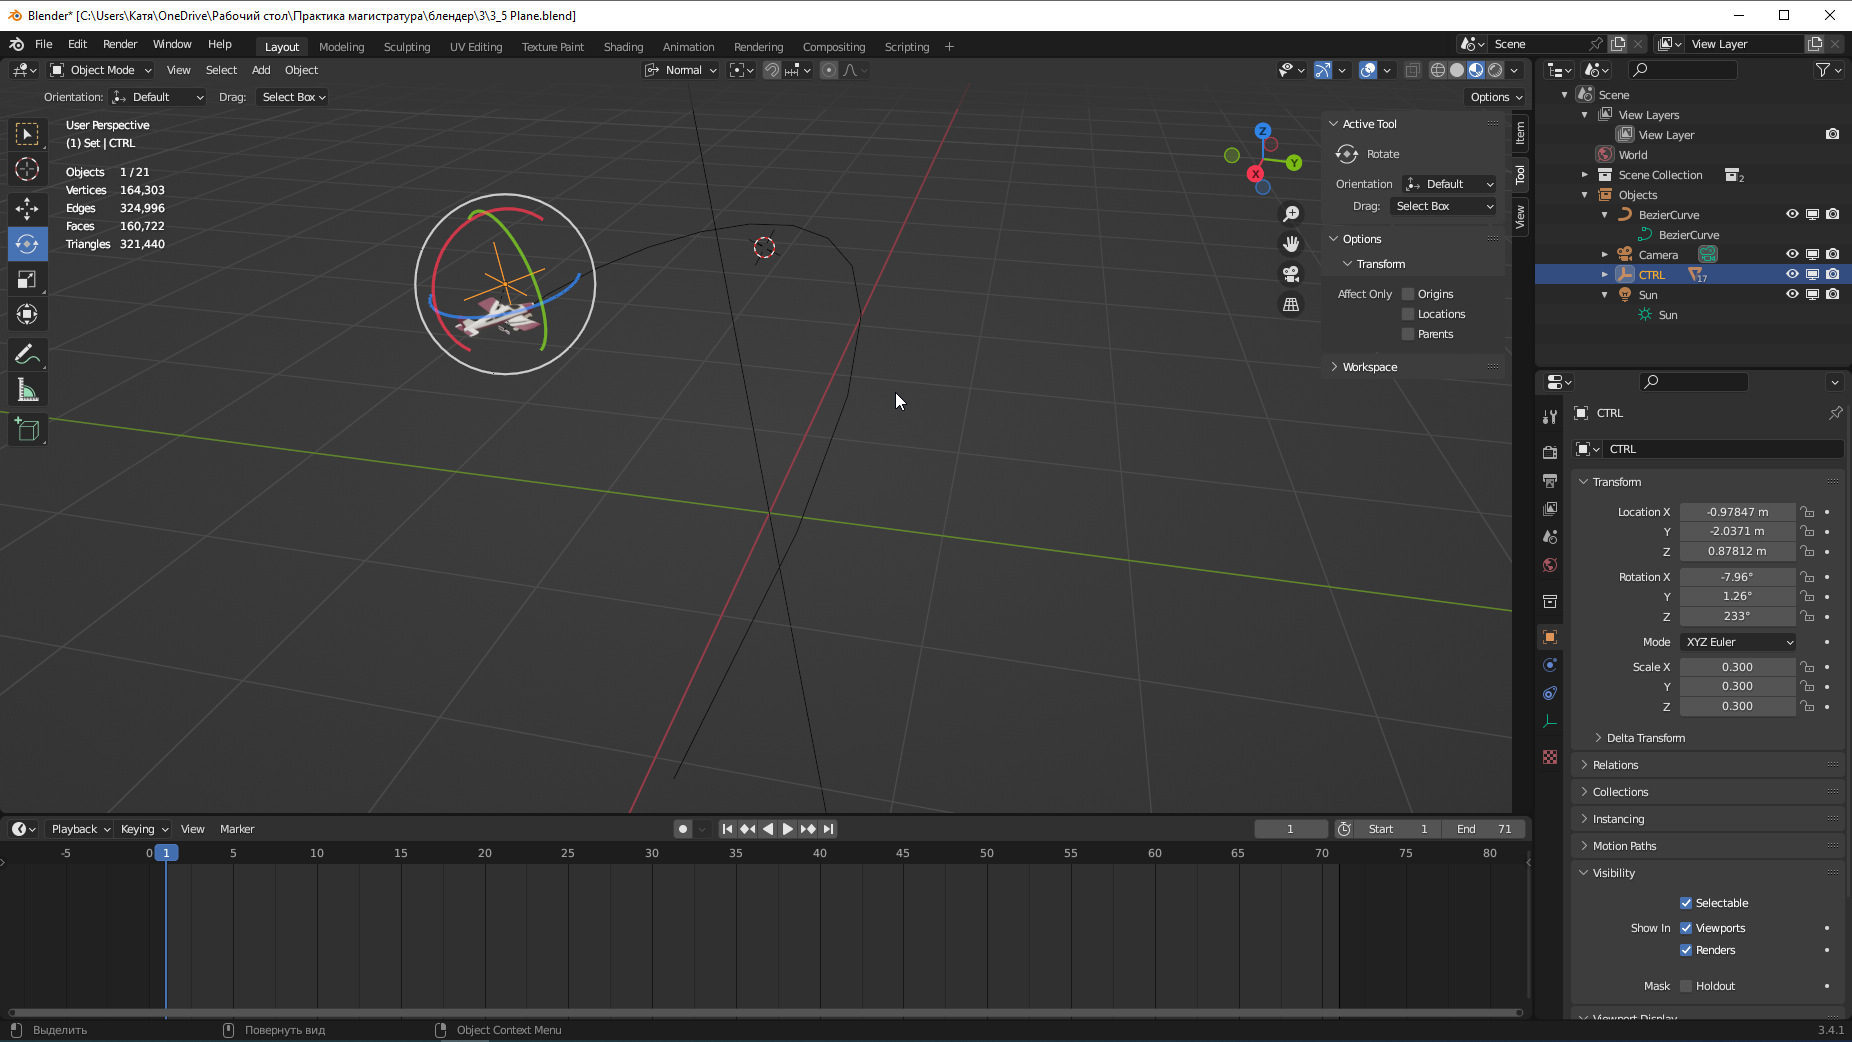 Blender* [C:\Users\Катя\OneDrive\Рабочий стол\Практика магистратура\блендер\3\3_5 Plane.blend]
File Edit Render Window Help Layout Modeling Sculpting UV Editing Texture Paint Shading Animation Rendering Compositing Scripting + Scene View Layer
Object Mode View Select Add Object Normal
Orientation: Default Drag: Select Box Options
User Perspective
(1) Set | CTRL
Objects 1 / 21
Vertices 164,303
Edges 324,996
Faces 160,722
Triangles 321,440
Z
Y
X
Active Tool
Rotate
Orientation Default
Drag: Select Box
Options
Transform
Affect Only Origins
Locations
Parents
Workspace
Item
Tool
View
Scene
View Layers
View Layer
World
Scene Collection 2
Objects
BezierCurve
BezierCurve
Camera
CTRL 17
Sun
Sun
CTRL
CTRL
Transform
Location X -0.97847 m
Y -2.0371 m
Z 0.87812 m
Rotation X -7.96°
Y 1.26°
Z 233°
Mode XYZ Euler
Scale X 0.300
Y 0.300
Z 0.300
Delta Transform
Relations
Collections
Instancing
Motion Paths
Visibility
Selectable
Show In Viewports
Renders
Mask Holdout
Viewport Display
Playback Keying View Marker 1 Start 1 End 71
-5 0 1 5 10 15 20 25 30 35 40 45 50 55 60 65 70 75 80
Выделить Повернуть вид Object Context Menu 3.4.1